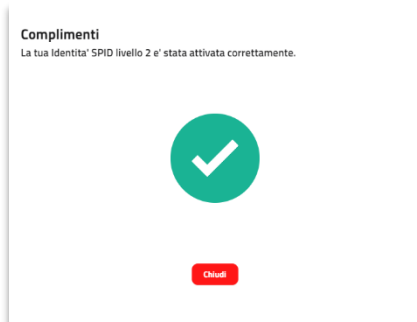 Complimenti
La tua Identita' SPID livello 2 e' stata attivata correttamente.
Chiudi